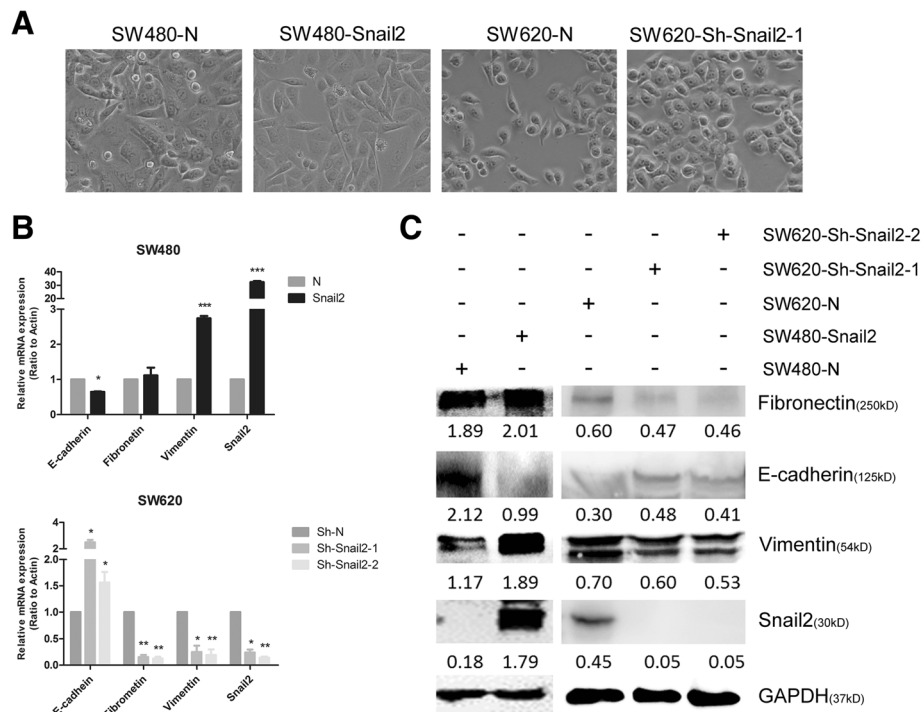 A
SW480-N
SW480-Snail2
SW620-N
SW620-Sh-Snail2-1
B
SW480
Relative mRNA expression
(Ratio to Actin)
40
30
20
3
2
1
0
*
***
***
N
Snail2
E-cadherin
Fibronetin
Vimentin
Snail2
SW620
Relative mRNA expression
(Ratio to Actin)
4
2
2.0
1.5
1.0
0.5
0.0
*
*
**
**
*
**
*
**
Sh-N
Sh-Snail2-1
Sh-Snail2-2
E-cadhein
Fibrometin
Vimentin
Snail2
C
- - - - + SW620-Sh-Snail2-2
- - - + - SW620-Sh-Snail2-1
- - + - - SW620-N
- + - - - SW480-Snail2
+ - - - - SW480-N
Fibronectin(250kD)
1.89 2.01 0.60 0.47 0.46
E-cadherin(125kD)
2.12 0.99 0.30 0.48 0.41
Vimentin(54kD)
1.17 1.89 0.70 0.60 0.53
Snail2(30kD)
0.18 1.79 0.45 0.05 0.05
GAPDH(37kD)